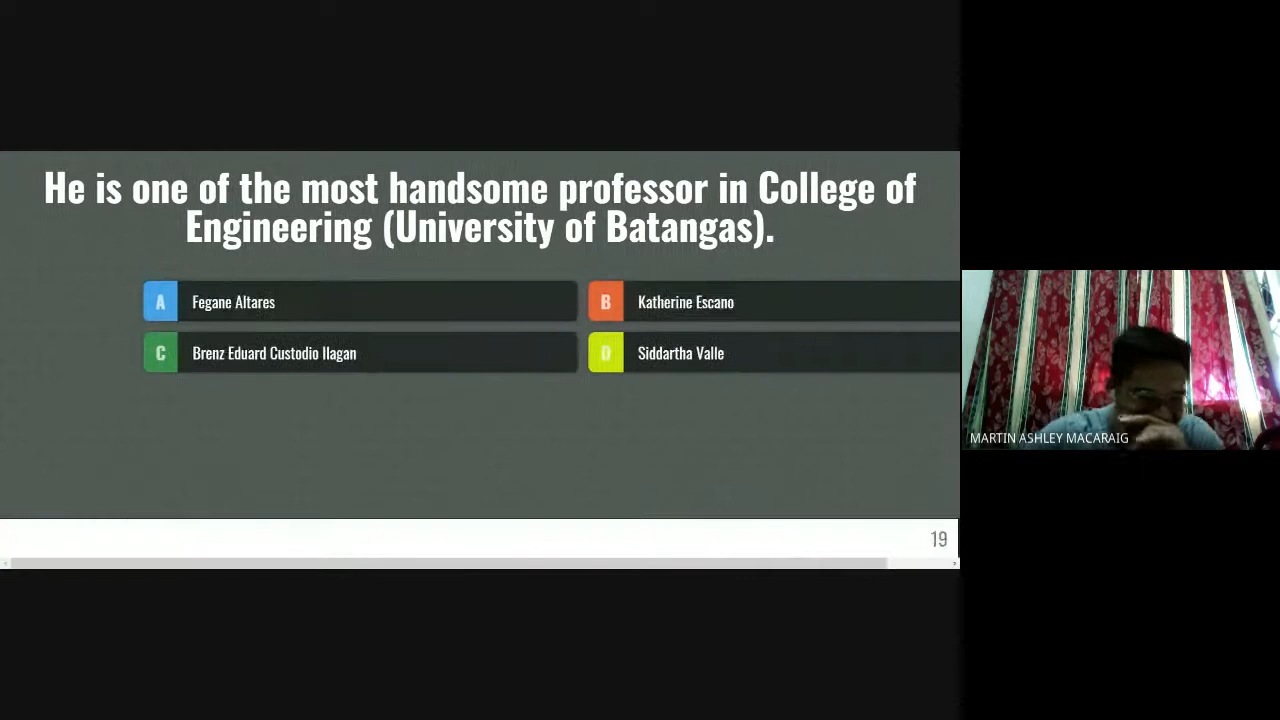 He is one of the most handsome professor in College of
Engineering (University of Batangas).
A Fegane Altares
B Katherine Escano
C Brenz Eduard Custodio Ilagan
D Siddartha Valle
19
MARTIN ASHLEY MACARAIG